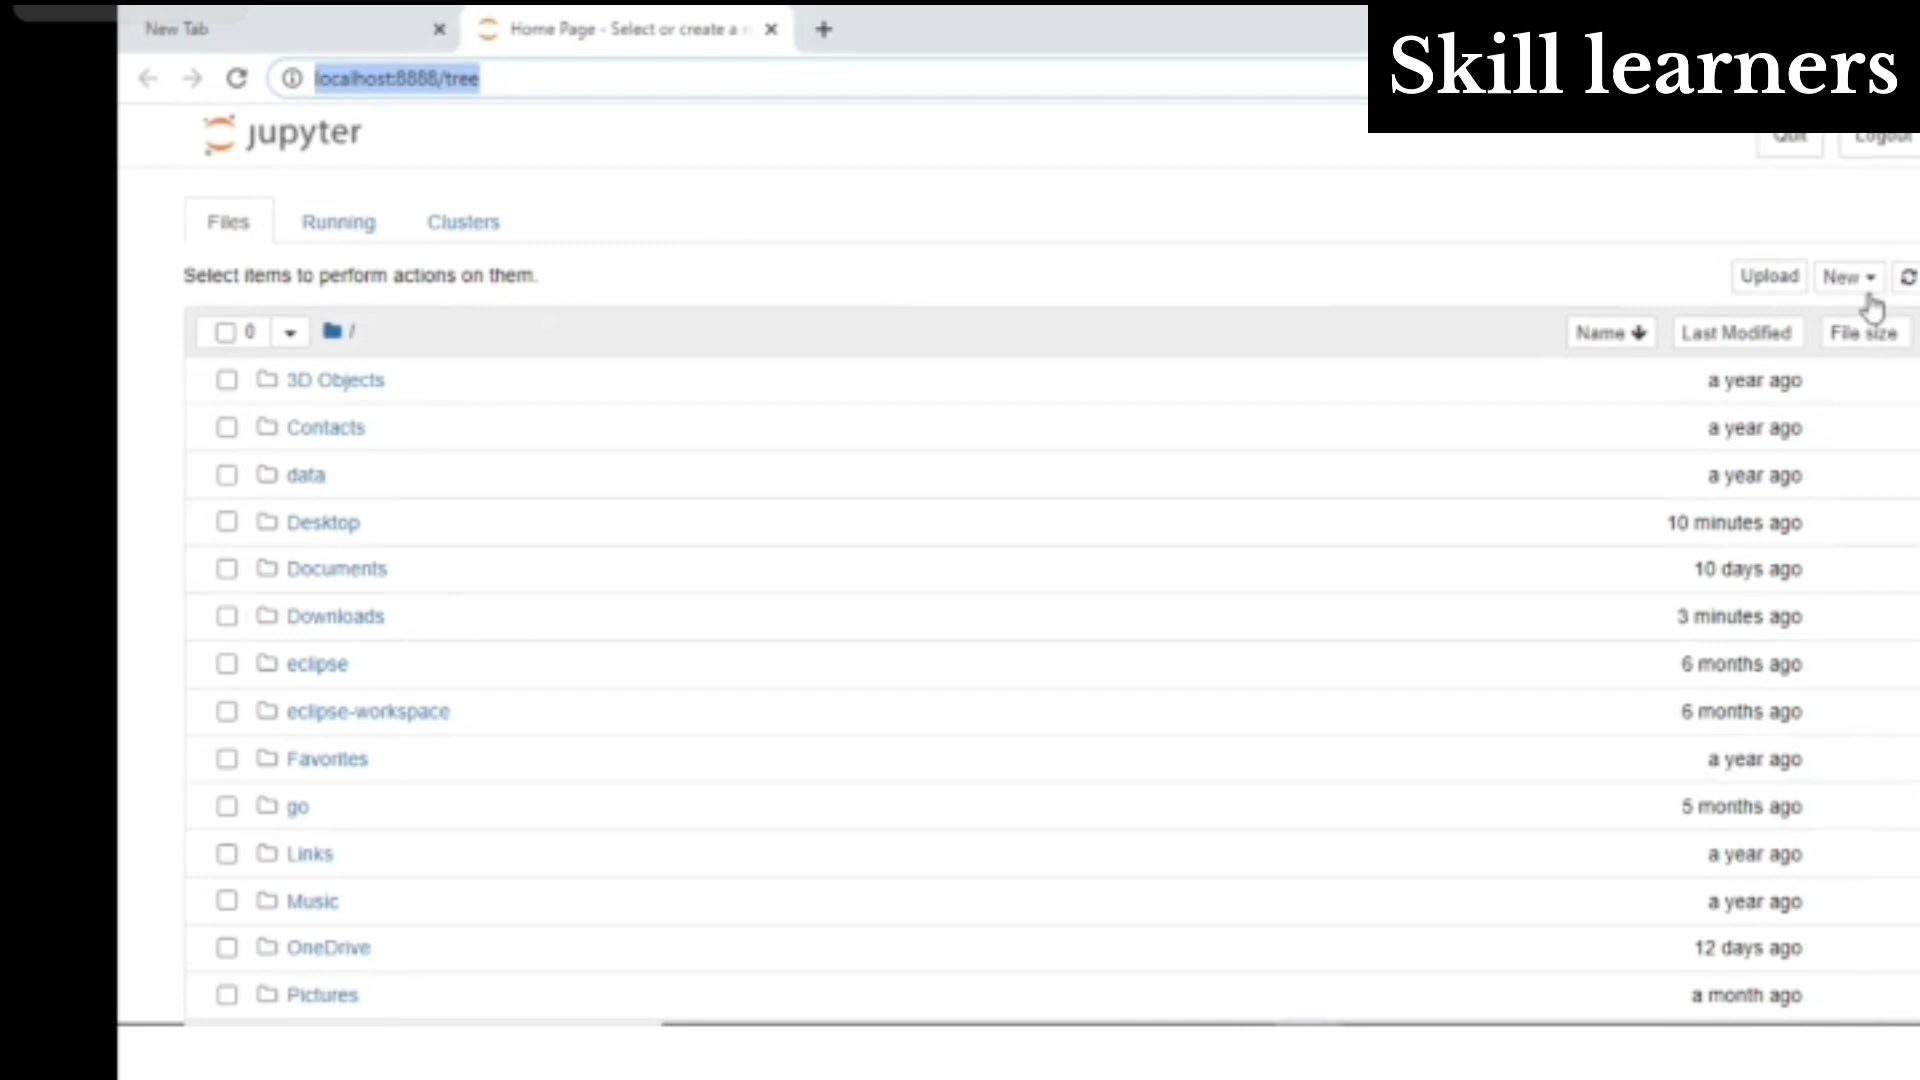 New Tab
Home Page - Select or create a n
Skill learners
localhost:8888/tree
jupyter
Quit
Logout
Files
Running
Clusters
Select items to perform actions on them.
Upload
New
0
/
Name
Last Modified
File size
3D Objects
a year ago
Contacts
a year ago
data
a year ago
Desktop
10 minutes ago
Documents
10 days ago
Downloads
3 minutes ago
eclipse
6 months ago
eclipse-workspace
6 months ago
Favorites
a year ago
go
5 months ago
Links
a year ago
Music
a year ago
OneDrive
12 days ago
Pictures
a month ago